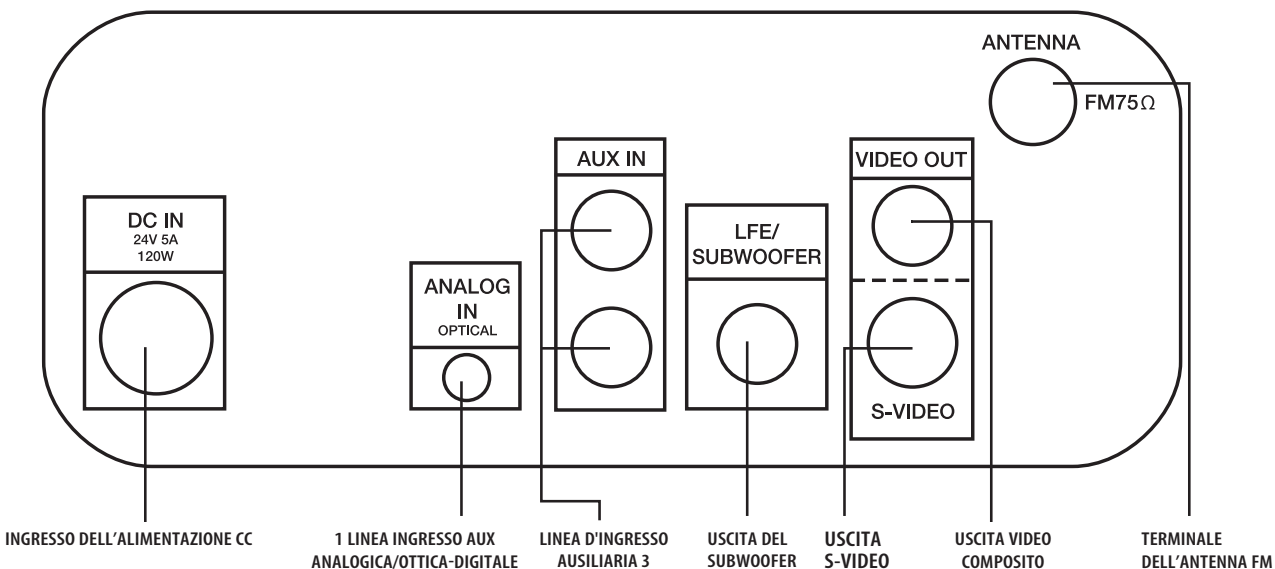 ANTENNA
FM75Ω
AUX IN
VIDEO OUT
DC IN
24V 5A
120W
LFE/
SUBWOOFER
ANALOG
IN
OPTICAL
S-VIDEO
INGRESSO DELL'ALIMENTAZIONE CC
1 LINEA INGRESSO AUX
ANALOGICA/OTTICA-DIGITALE
LINEA D'INGRESSO
AUSILIARIA 3
USCITA DEL
SUBWOOFER
USCITA
S-VIDEO
USCITA VIDEO
COMPOSITO
TERMINALE
DELL'ANTENNA FM